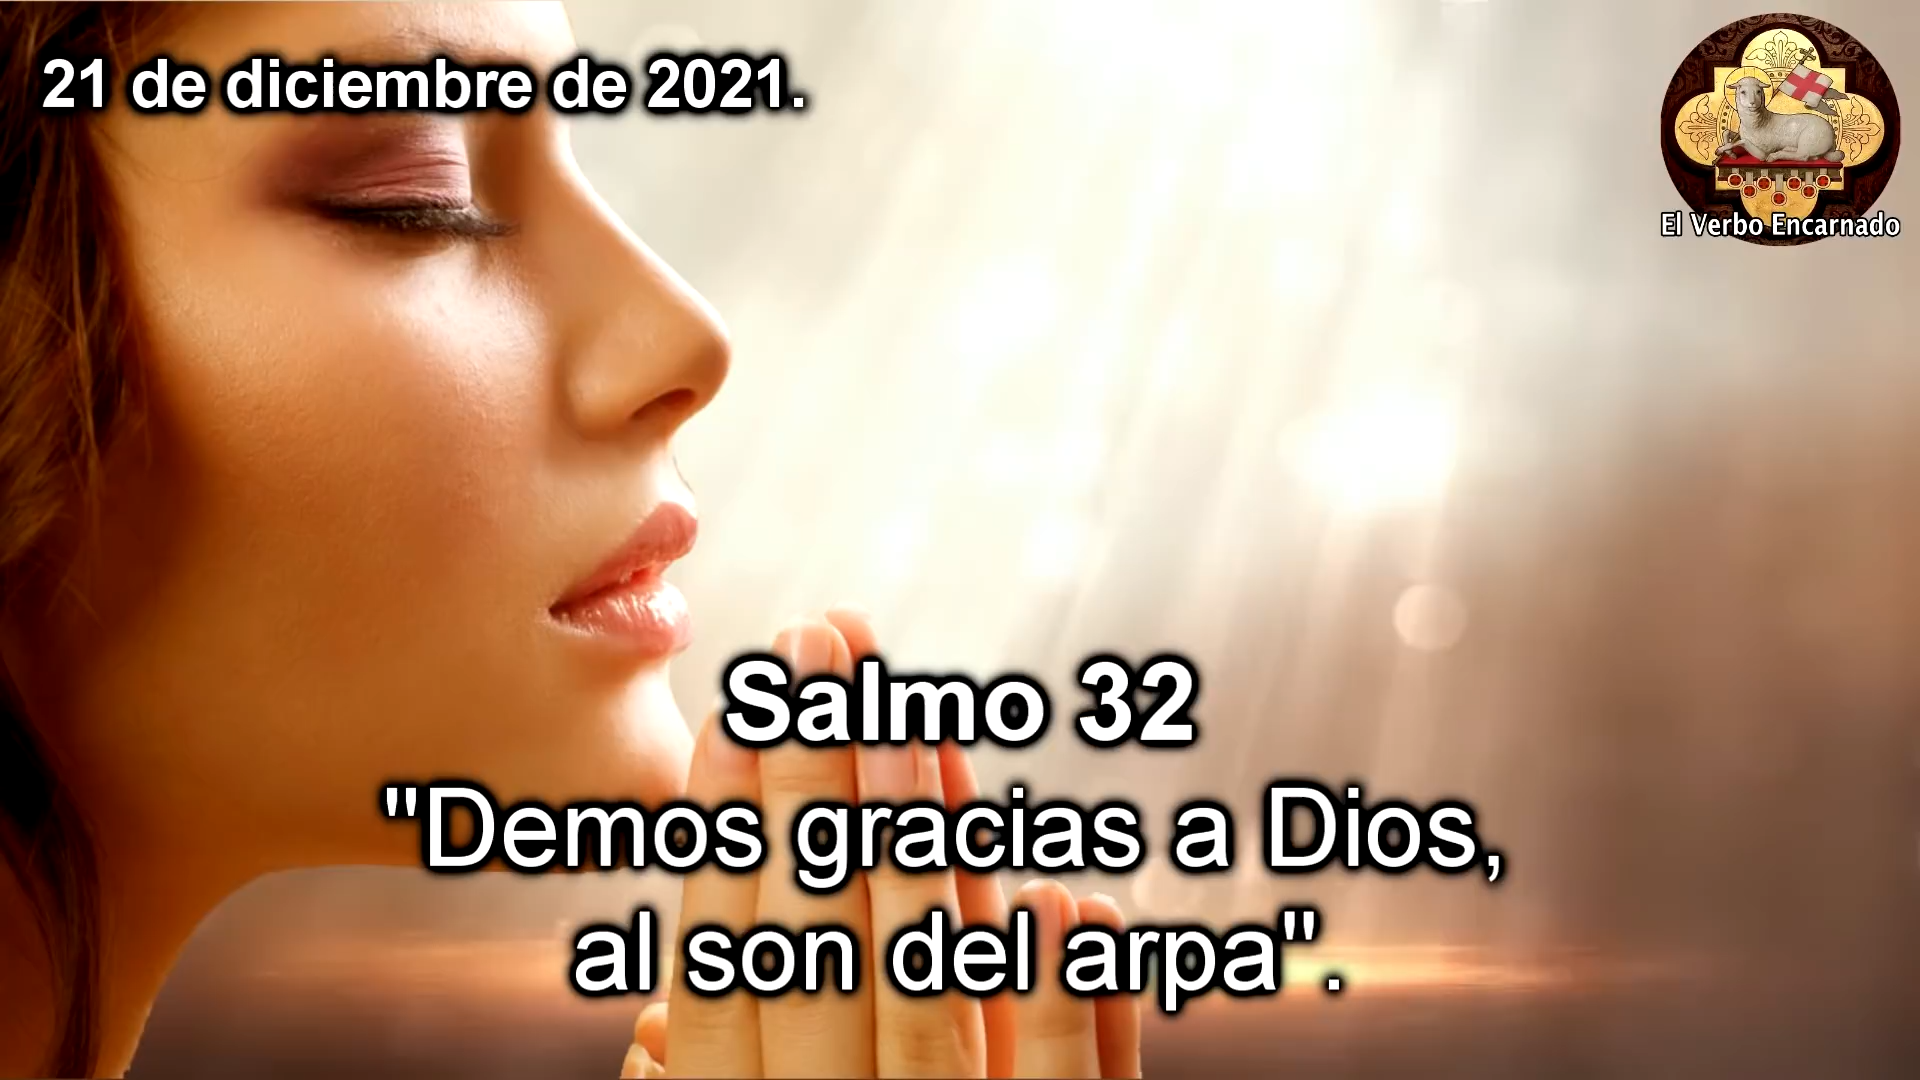 21 de diciembre de 2021.
El Verbo Encarnado
Salmo 32
"Demos gracias a Dios,
al son del arpa".